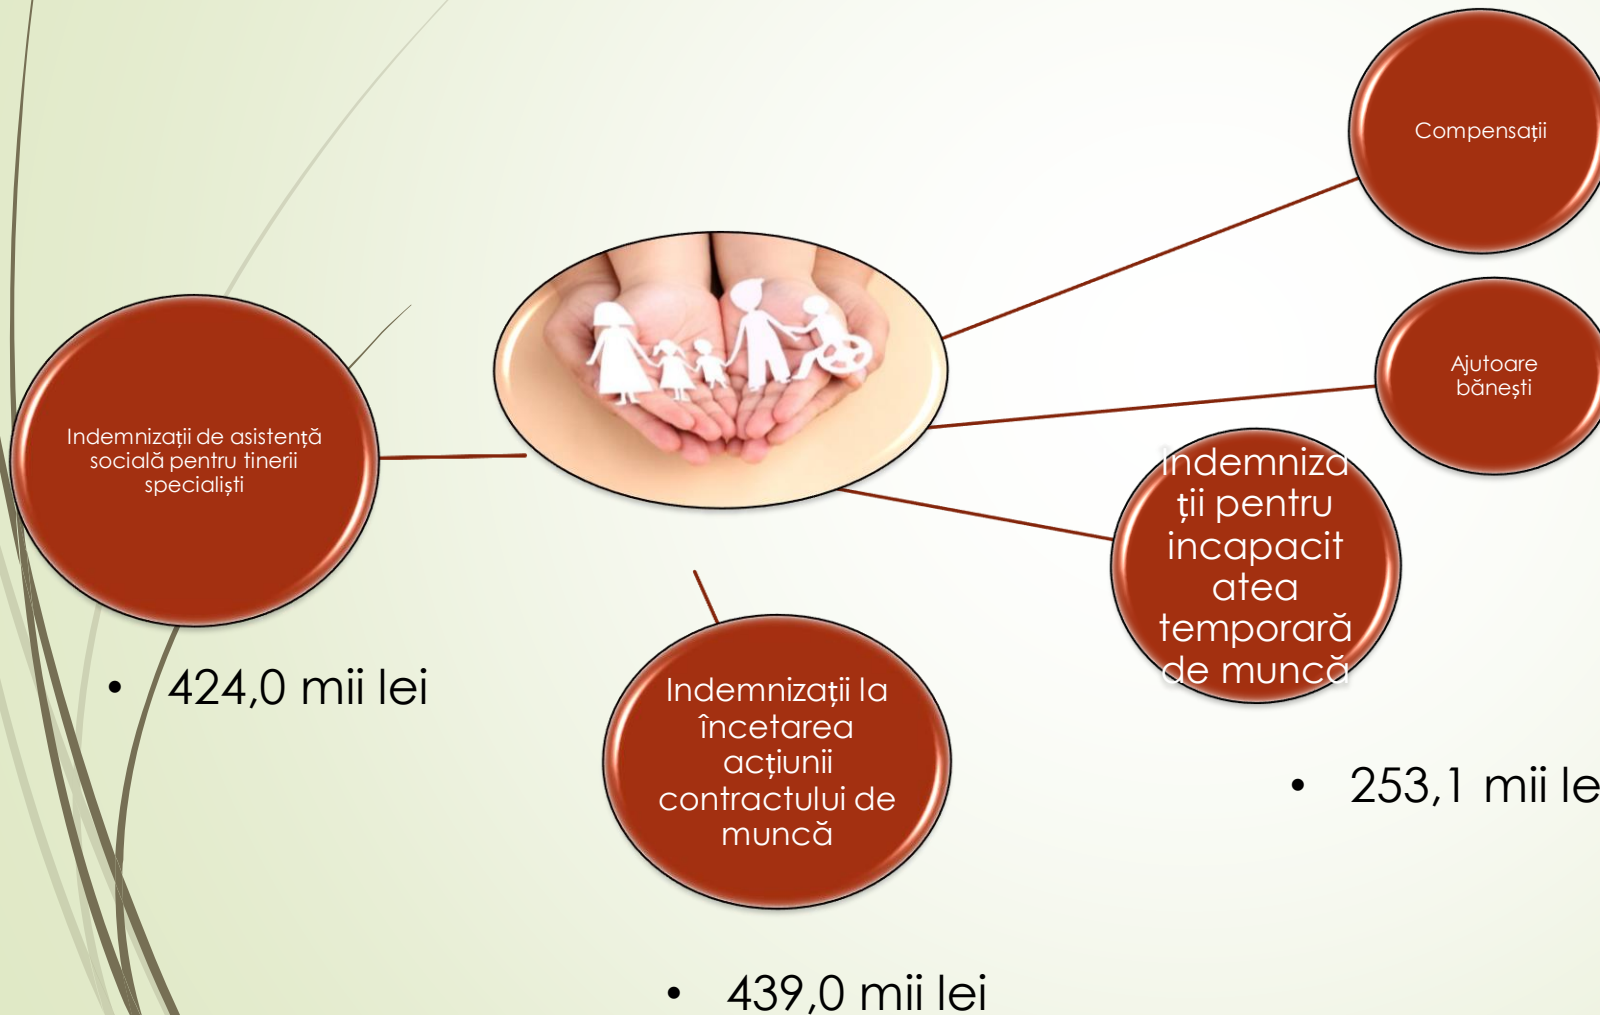 Compensații
Ajutoare
bănești
Indemnizații de asistență
socială pentru tinerii
specialiști
Indemniza
ții pentru
incapacit
atea
temporară
de muncă
424,0 mii lei
Indemnizații la
încetarea
acțiunii
contractului de
muncă
253,1 mii le
439,0 mii lei